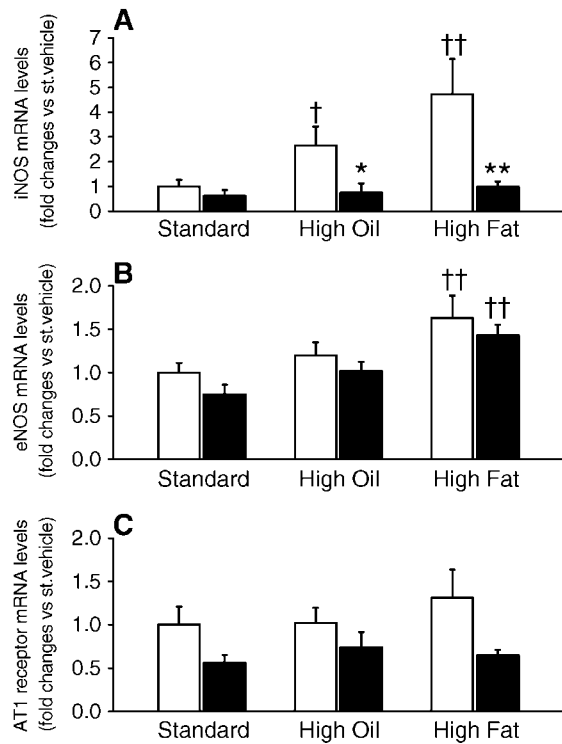 A
iNOS mRNA levels
(fold changes vs st.vehicle)
7
6
5
4
3
2
1
0
†
*
††
**
Standard High Oil High Fat
B
eNOS mRNA levels
(fold changes vs st.vehicle)
2.0
1.5
1.0
0.5
0.0
††
††
Standard High Oil High Fat
C
AT1 receptor mRNA levels
(fold changes vs st.vehicle)
2.0
1.5
1.0
0.5
0.0
Standard High Oil High Fat